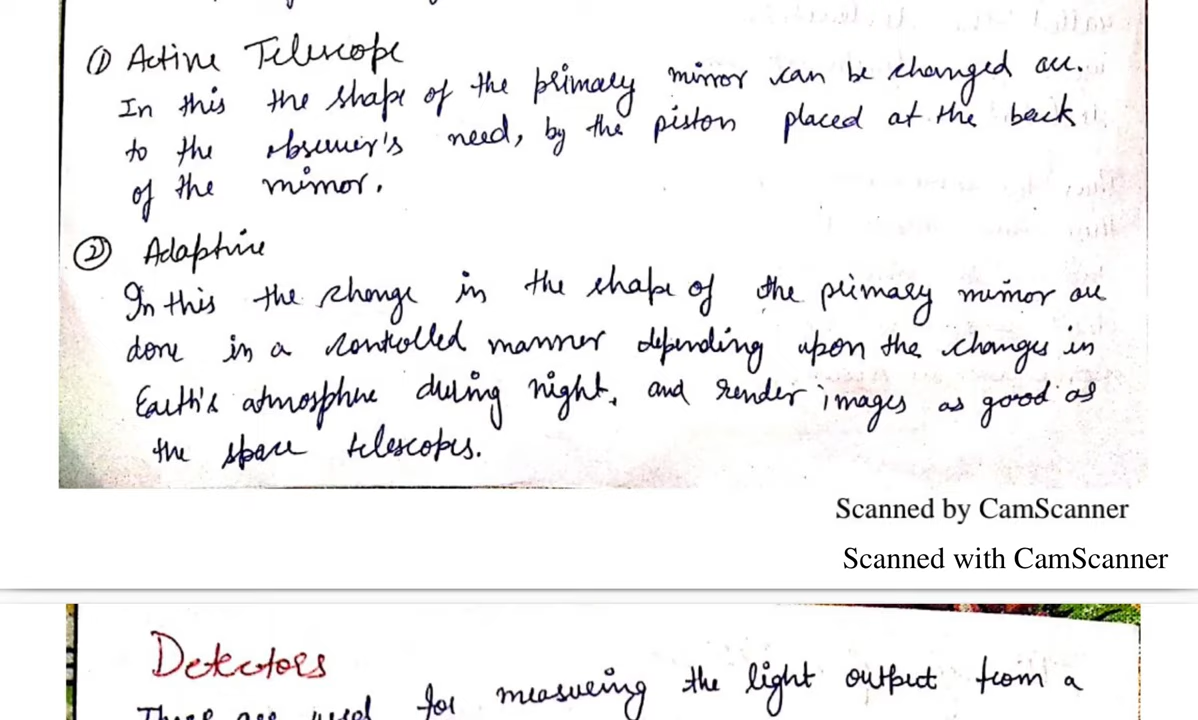 ① Active Telescope
In this the shape of the primary mirror can be changed acc.
to the observer's need, by the piston placed at the back
of the mirror.
② Adaptive
In this the change in the shape of the primary mirror are
done in a controlled manner depending upon the changes in
Earth's atmosphere during night, and render images as good as
the space telescopes.
Scanned by CamScanner
Scanned with CamScanner
Detectors
These are used for measuring the light output from a